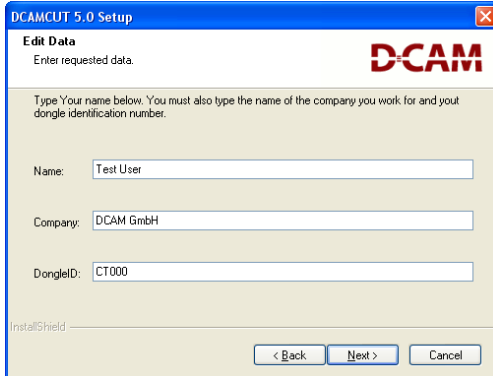 DCAMCUT 5.0 Setup
Edit Data
Enter requested data.
D-CAM
Type Your name below. You must also type the name of the company you work for and yout
dongle identification number.
Name: Test User
Company: DCAM GmbH
DongleID: CT000
InstallShield
< Back Next > Cancel